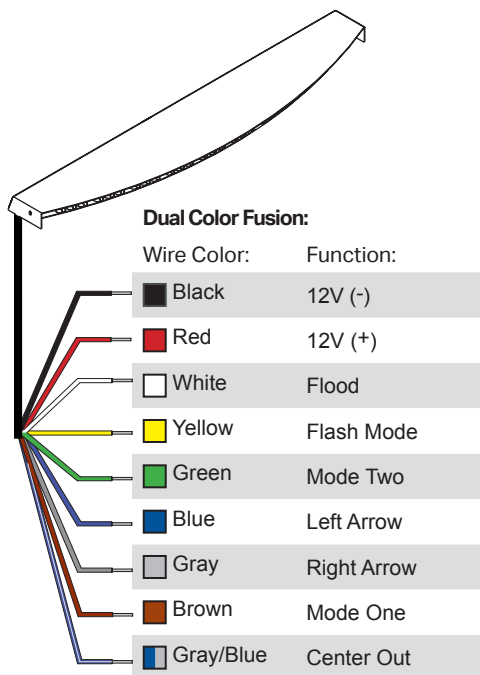 Dual Color Fusion:
Wire Color: Function:
Black 12V (-)
Red 12V (+)
White Flood
Yellow Flash Mode
Green Mode Two
Blue Left Arrow
Gray Right Arrow
Brown Mode One
Gray/Blue Center Out